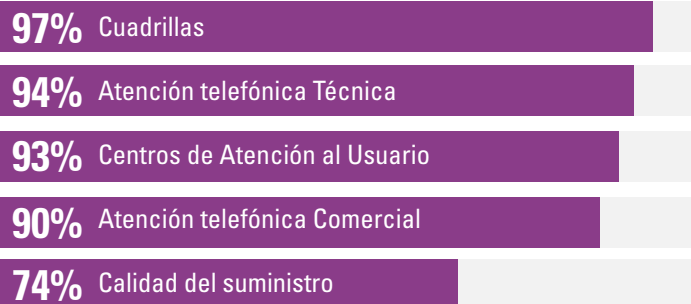 97% Cuadrillas
94% Atención telefónica Técnica
93% Centros de Atención al Usuario
90% Atención telefónica Comercial
74% Calidad del suministro